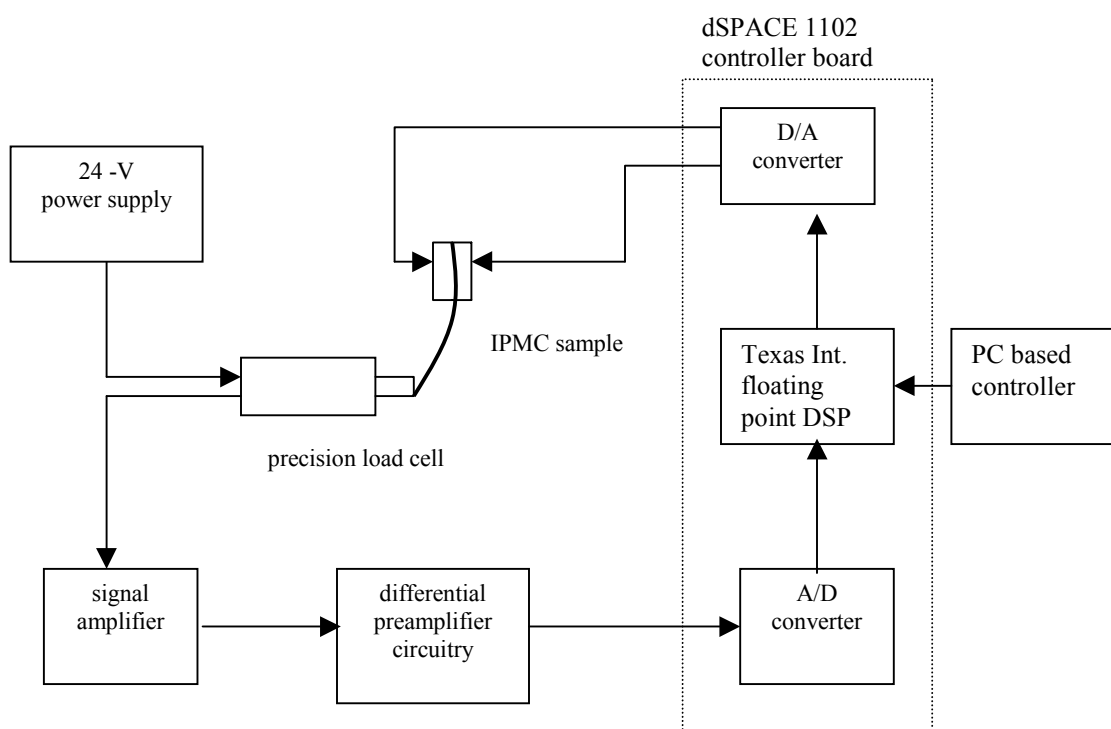 dSPACE 1102
controller board
D/A
converter
24 -V
power supply
IPMC sample
Texas Int.
floating
point DSP
PC based
controller
precision load cell
signal
amplifier
differential
preamplifier
circuitry
A/D
converter